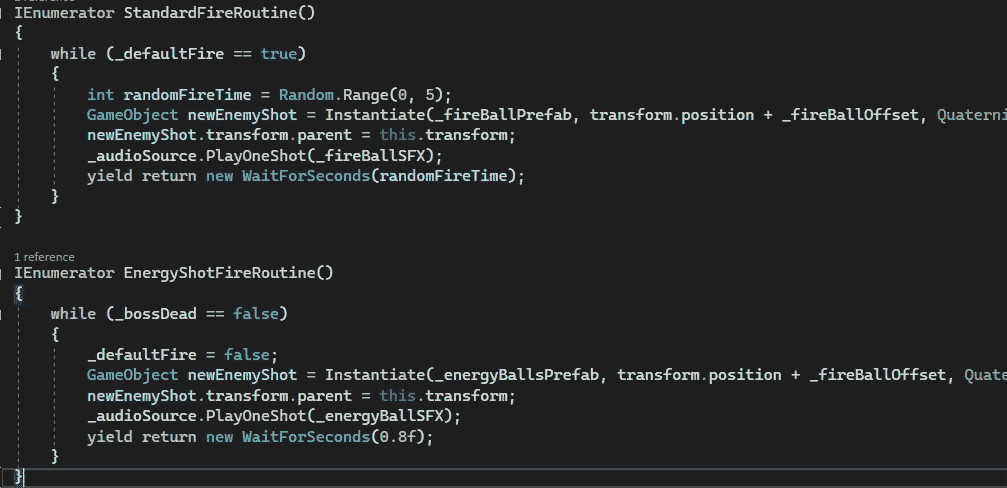 IEnumerator StandardFireRoutine()
{
while (_defaultFire == true)
{
int randomFireTime = Random.Range(0, 5);
GameObject newEnemyShot = Instantiate(_fireBallPrefab, transform.position + _fireBallOffset, Quaterni
newEnemyShot.transform.parent = this.transform;
_audioSource.PlayOneShot(_fireBallSFX);
yield return new WaitForSeconds(randomFireTime);
}
}
1 reference
IEnumerator EnergyShotFireRoutine()
{
while (_bossDead == false)
{
_defaultFire = false;
GameObject newEnemyShot = Instantiate(_energyBallsPrefab, transform.position + _fireBallOffset, Quate
newEnemyShot.transform.parent = this.transform;
_audioSource.PlayOneShot(_energyBallSFX);
yield return new WaitForSeconds(0.8f);
}
}